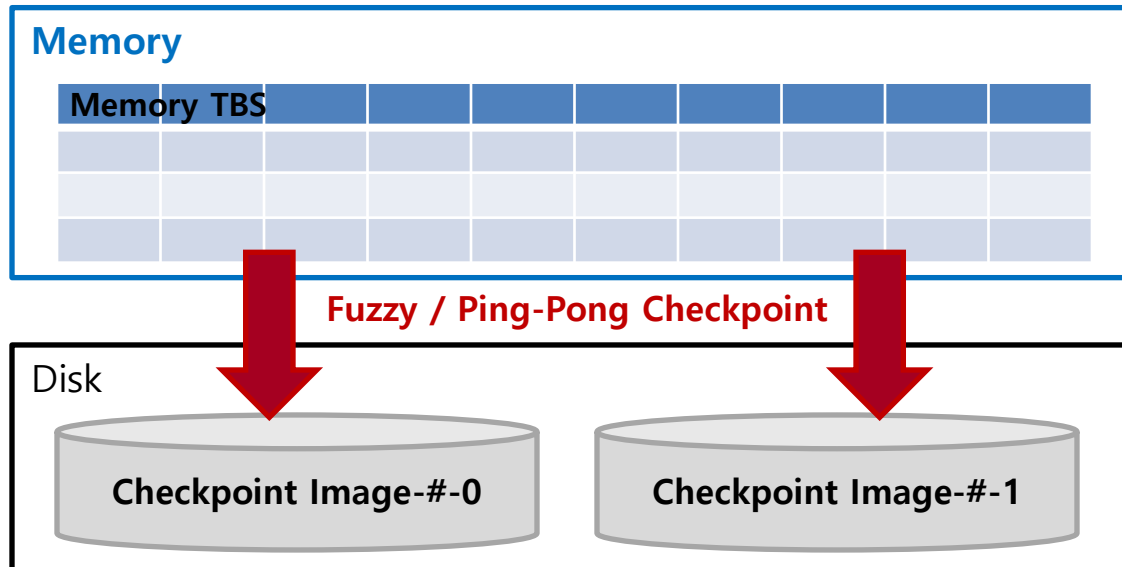 Memory
Memory TBS
Fuzzy / Ping-Pong Checkpoint
Disk
Checkpoint Image-#-0
Checkpoint Image-#-1